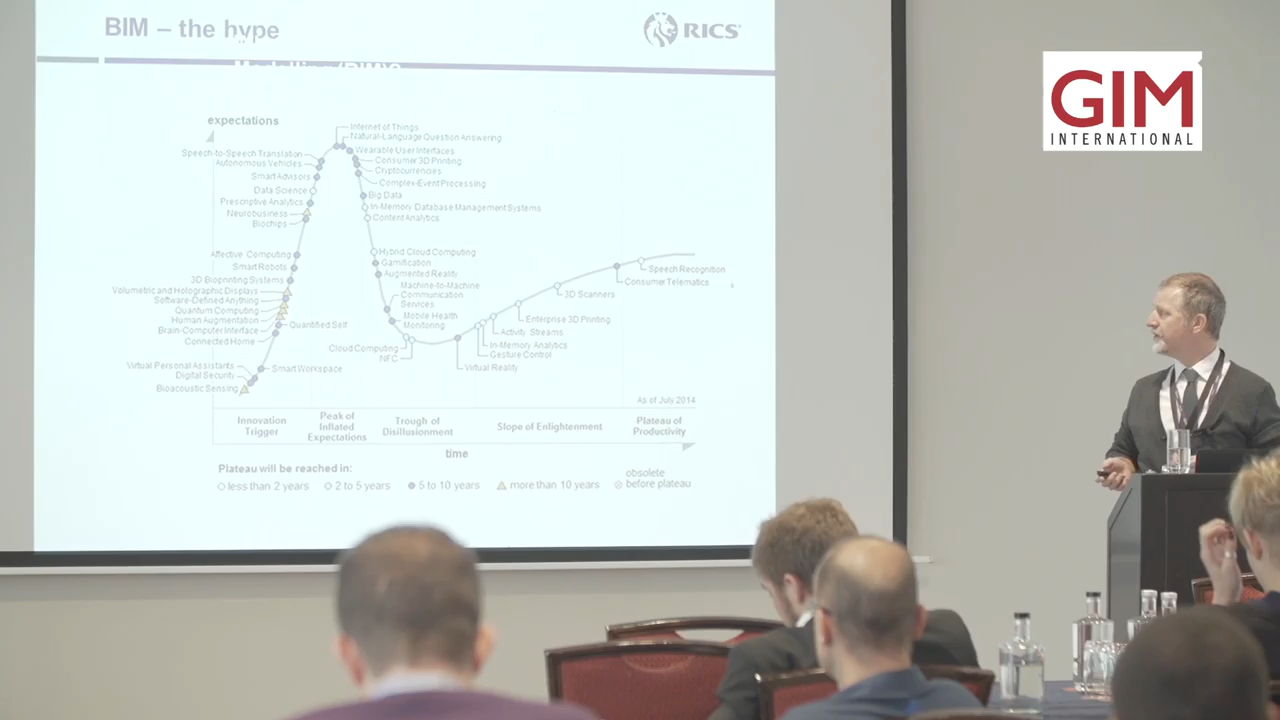 BIM – the hype
RICS
GIM
INTERNATIONAL
expectations
Internet of Things
Natural-Language Question Answering
Wearable User Interfaces
Consumer 3D Printing
Cryptocurrencies
Complex-Event Processing
Big Data
In-Memory Database Management Systems
Content Analytics
Speech-to-Speech Translation
Autonomous Vehicles
Smart Advisors
Data Science
Prescriptive Analytics
Neurobusiness
Biochips
Affective Computing
Smart Robots
3D Bioprinting Systems
Volumetric and Holographic Displays
Software-Defined Anything
Quantum Computing
Human Augmentation
Brain-Computer Interface
Connected Home
Quantified Self
Virtual Personal Assistants
Smart Workspace
Digital Security
Bioacoustic Sensing
Hybrid Cloud Computing
Gamification
Augmented Reality
Machine-to-Machine
Communication
Services
Mobile Health
Monitoring
Cloud Computing
NFC
Virtual Reality
Gesture Control
In-Memory Analytics
Activity Streams
Enterprise 3D Printing
3D Scanners
Consumer Telematics
Speech Recognition
As of July 2014
Innovation
Trigger
Peak of
Inflated
Expectations
Trough of
Disillusionment
Slope of Enlightenment
Plateau of
Productivity
time
Plateau will be reached in:
less than 2 years
2 to 5 years
5 to 10 years
more than 10 years
obsolete
before plateau